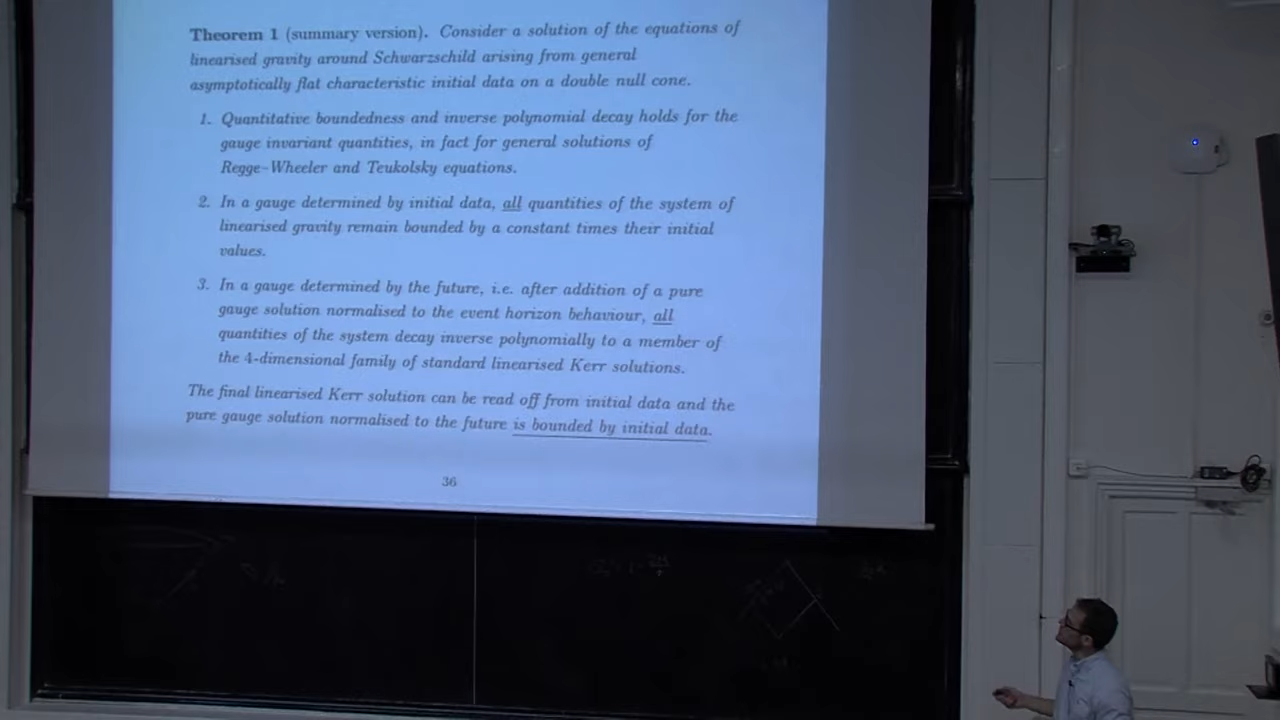 Theorem 1 (summary version). Consider a solution of the equations of
linearised gravity around Schwarzschild arising from general
asymptotically flat characteristic initial data on a double null cone.
1. Quantitative boundedness and inverse polynomial decay holds for the
gauge invariant quantities, in fact for general solutions of
Regge–Wheeler and Teukolsky equations.
2. In a gauge determined by initial data, all quantities of the system of
linearised gravity remain bounded by a constant times their initial
values.
3. In a gauge determined by the future, i.e. after addition of a pure
gauge solution normalised to the event horizon behaviour, all
quantities of the system decay inverse polynomially to a member of
the 4-dimensional family of standard linearised Kerr solutions.
The final linearised Kerr solution can be read off from initial data and the
pure gauge solution normalised to the future is bounded by initial data.
36